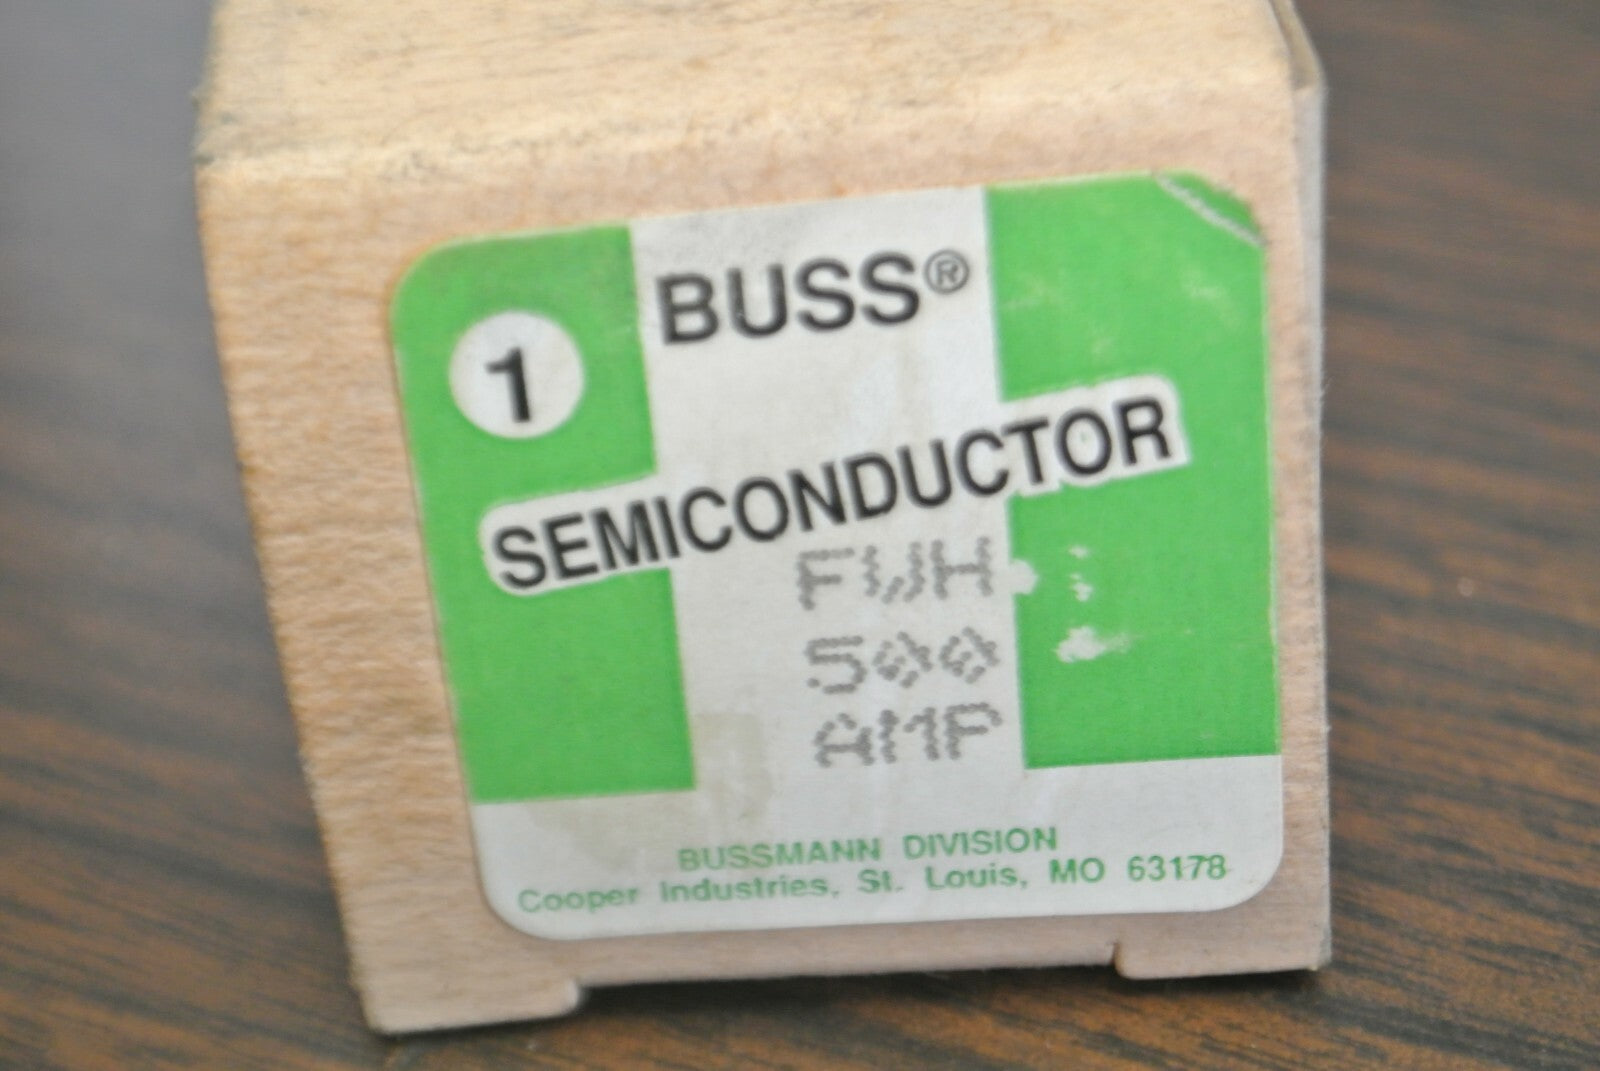 BUSS®
1
SEMICONDUCTOR
FWH
500
AMP
BUSSMANN DIVISION
Cooper Industries, St. Louis, MO 63178